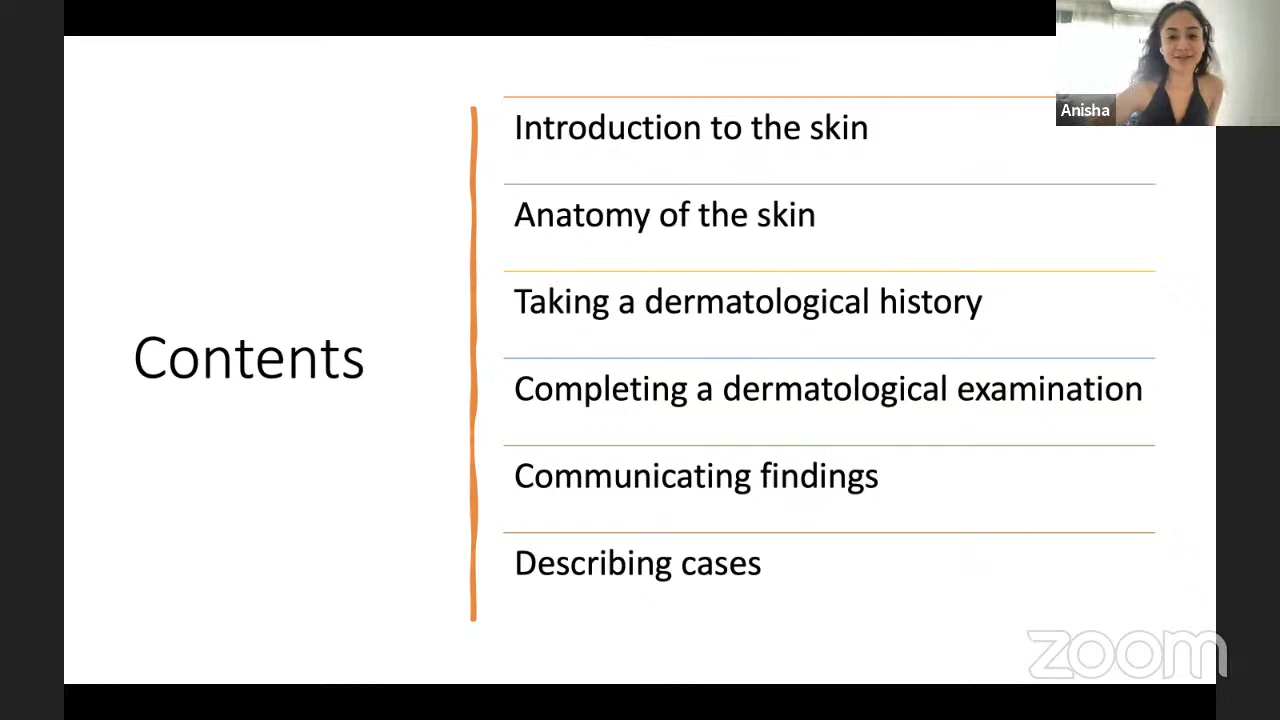 Anisha
Introduction to the skin
Anatomy of the skin
Taking a dermatological history
Contents
Completing a dermatological examination
Communicating findings
Describing cases
zoom